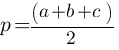 p = (a+b+c )/2